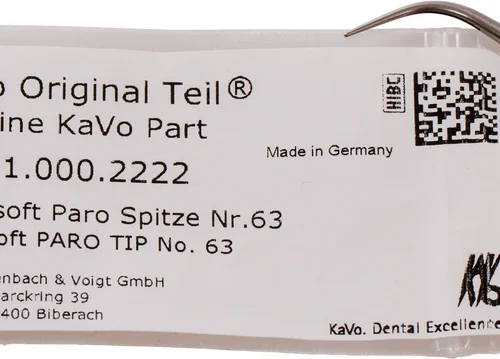 Original Teil®
ine KaVo Part
1.000.2222
soft Paro Spitze Nr.63
oft PARO TIP No. 63
enbach & Voigt GmbH
arckring 39
400 Biberach
HIBC
Made in Germany
KaVo. Dental Excellence